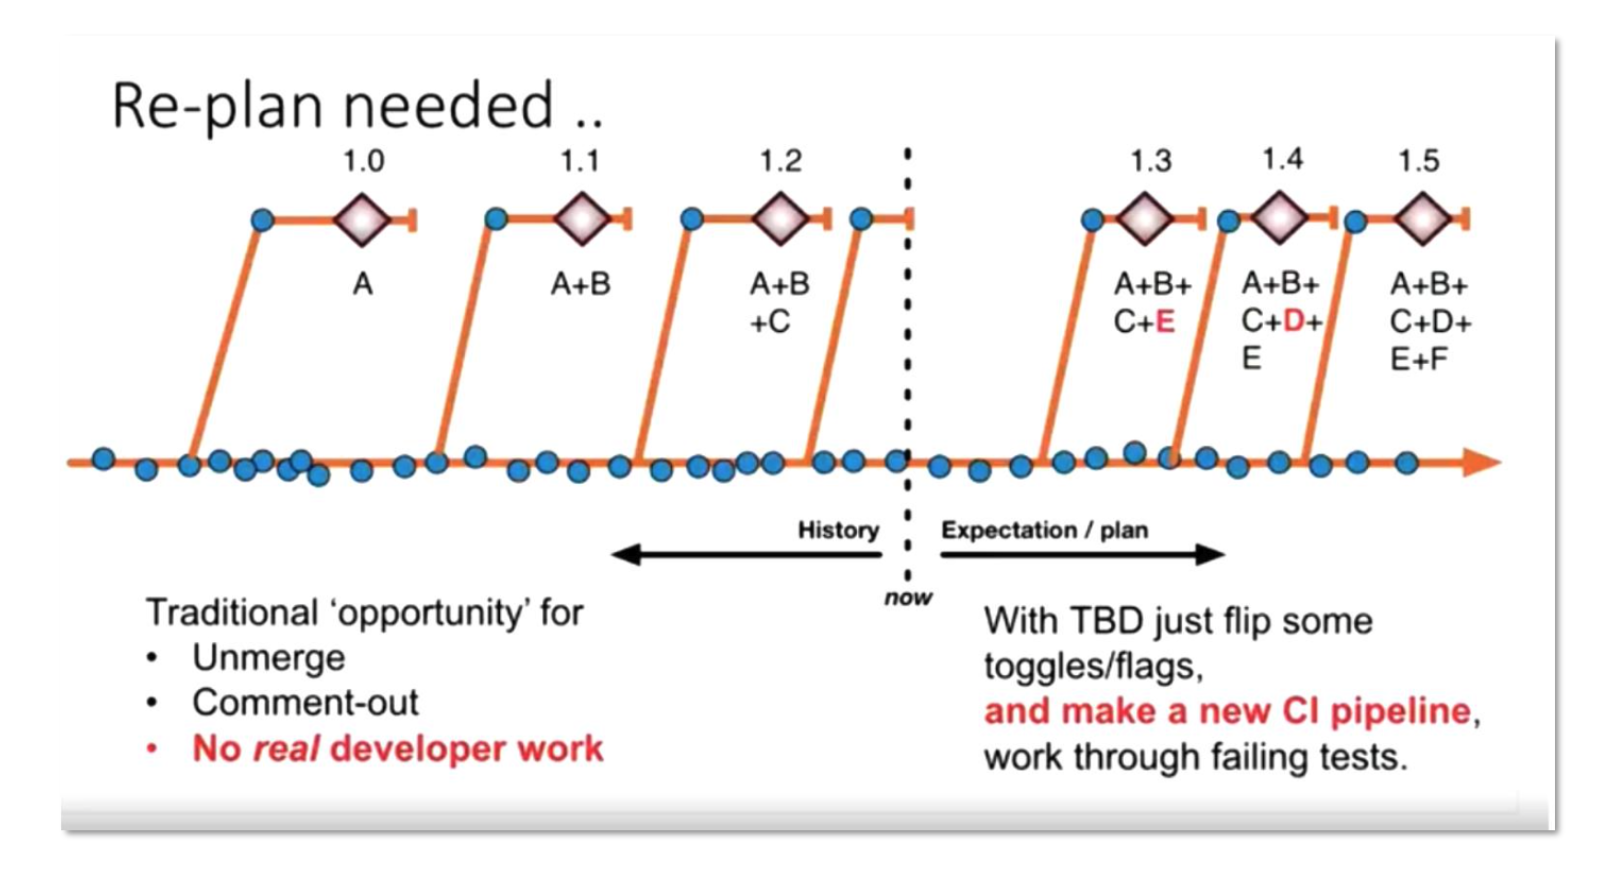 Re-plan needed ..
1.0
1.1
1.2
1.3
1.4
1.5
A
A+B
A+B
+C
A+B+
C+E
A+B+
C+D+
E
A+B+
C+D+
E+F
History
Expectation / plan
now
Traditional ‘opportunity’ for
• Unmerge
• Comment-out
• No real developer work
With TBD just flip some
toggles/flags,
and make a new CI pipeline,
work through failing tests.